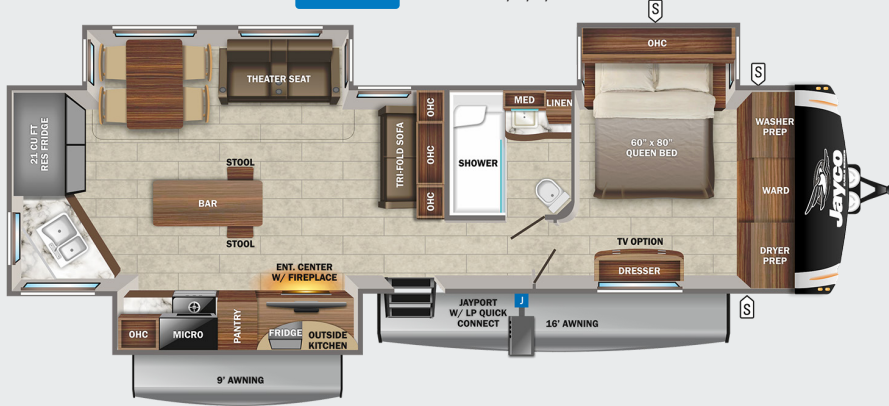 S
OHC
S
THEATER SEAT
21 CU FT
RES FRIDGE
TRI-FOLD SOFA
OHC
OHC
OHC
MED
LINEN
SHOWER
60" x 80"
QUEEN BED
WASHER
PREP
WARD
DRYER
PREP
Jayco
STOOL
BAR
STOOL
TV OPTION
DRESSER
ENT. CENTER
W/ FIREPLACE
OHC
MICRO
PANTRY
FRIDGE
OUTSIDE
KITCHEN
JAYPORT
W/ LP QUICK
CONNECT
J
16' AWNING
S
9' AWNING